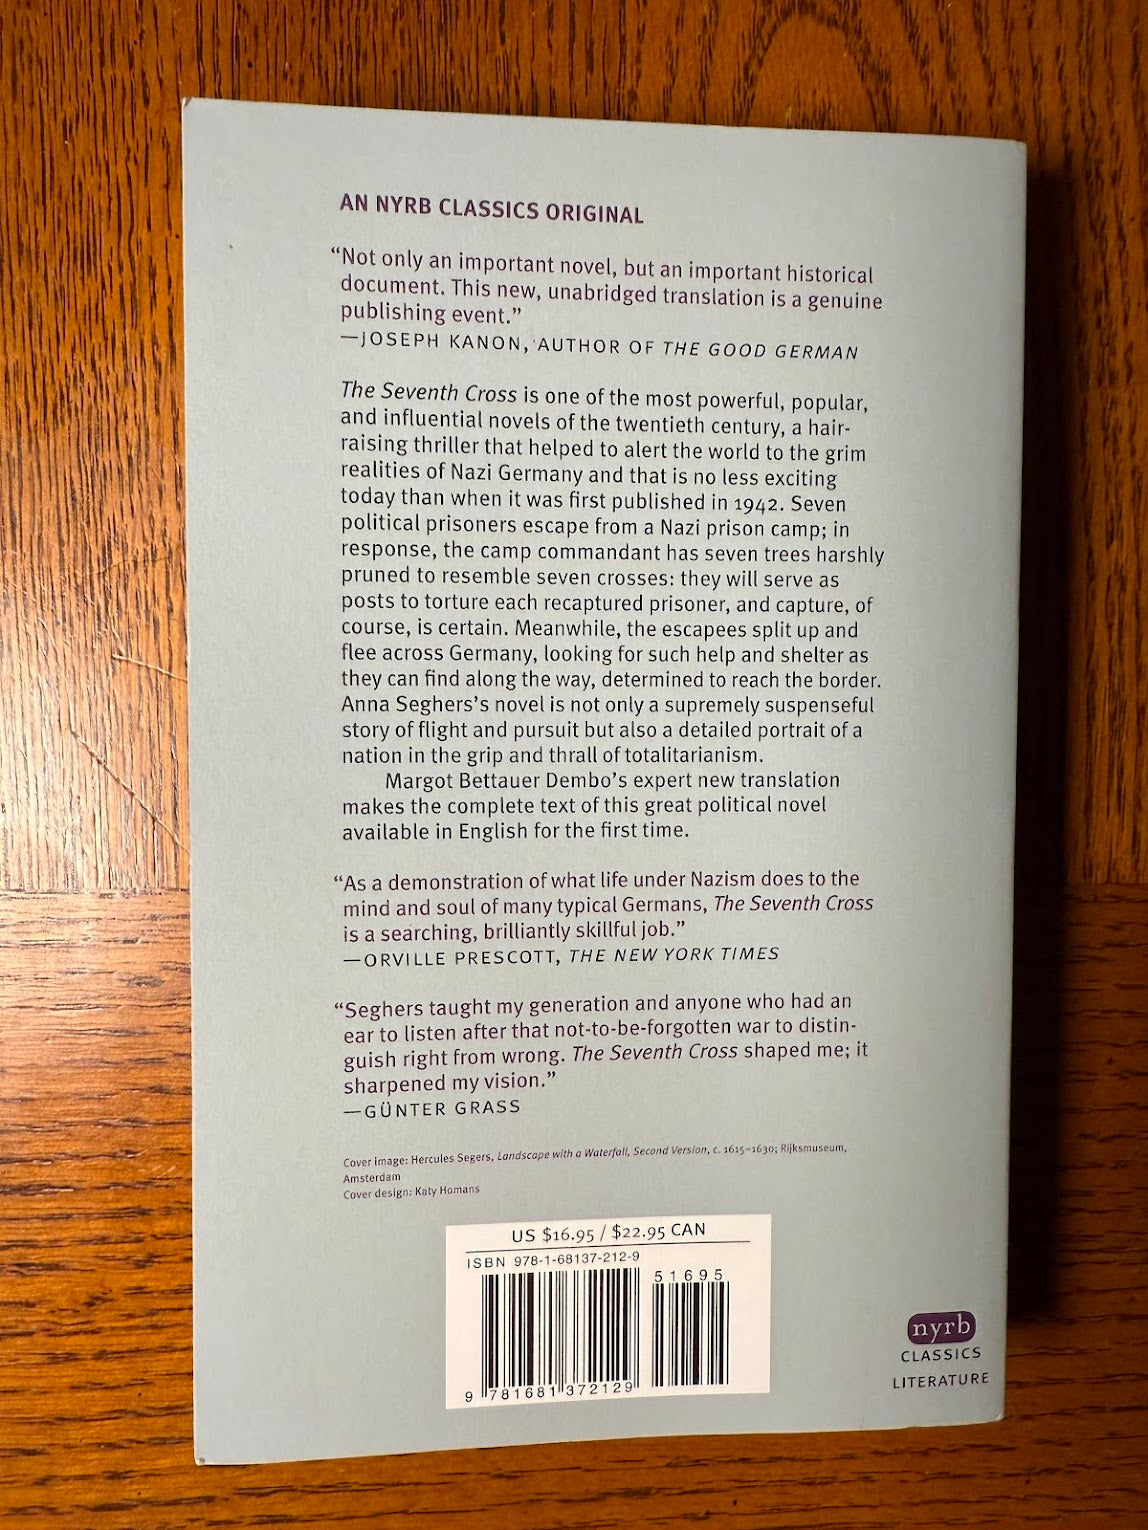 AN NYRB CLASSICS ORIGINAL
“Not only an important novel, but an important historical
document. This new, unabridged translation is a genuine
publishing event.”
—JOSEPH KANON, AUTHOR OF THE GOOD GERMAN
The Seventh Cross is one of the most powerful, popular,
and influential novels of the twentieth century, a hair-
raising thriller that helped to alert the world to the grim
realities of Nazi Germany and that is no less exciting
today than when it was first published in 1942. Seven
political prisoners escape from a Nazi prison camp; in
response, the camp commandant has seven trees harshly
pruned to resemble seven crosses: they will serve as
posts to torture each recaptured prisoner, and capture, of
course, is certain. Meanwhile, the escapees split up and
flee across Germany, looking for such help and shelter as
they can find along the way, determined to reach the border.
Anna Seghers’s novel is not only a supremely suspenseful
story of flight and pursuit but also a detailed portrait of a
nation in the grip and thrall of totalitarianism.
Margot Bettauer Dembo’s expert new translation
makes the complete text of this great political novel
available in English for the first time.
“As a demonstration of what life under Nazism does to the
mind and soul of many typical Germans, The Seventh Cross
is a searching, brilliantly skillful job.”
—ORVILLE PRESCOTT, THE NEW YORK TIMES
“Seghers taught my generation and anyone who had an
ear to listen after that not-to-be-forgotten war to distin-
guish right from wrong. The Seventh Cross shaped me; it
sharpened my vision.”
—GÜNTER GRASS
Cover image: Hercules Segers, Landscape with a Waterfall, Second Version, c. 1615–1630; Rijksmuseum,
Amsterdam
Cover design: Katy Homans
US $16.95 / $22.95 CAN
ISBN 978-1-68137-212-9
51695
9 781681 372129
nyrb
CLASSICS
LITERATURE